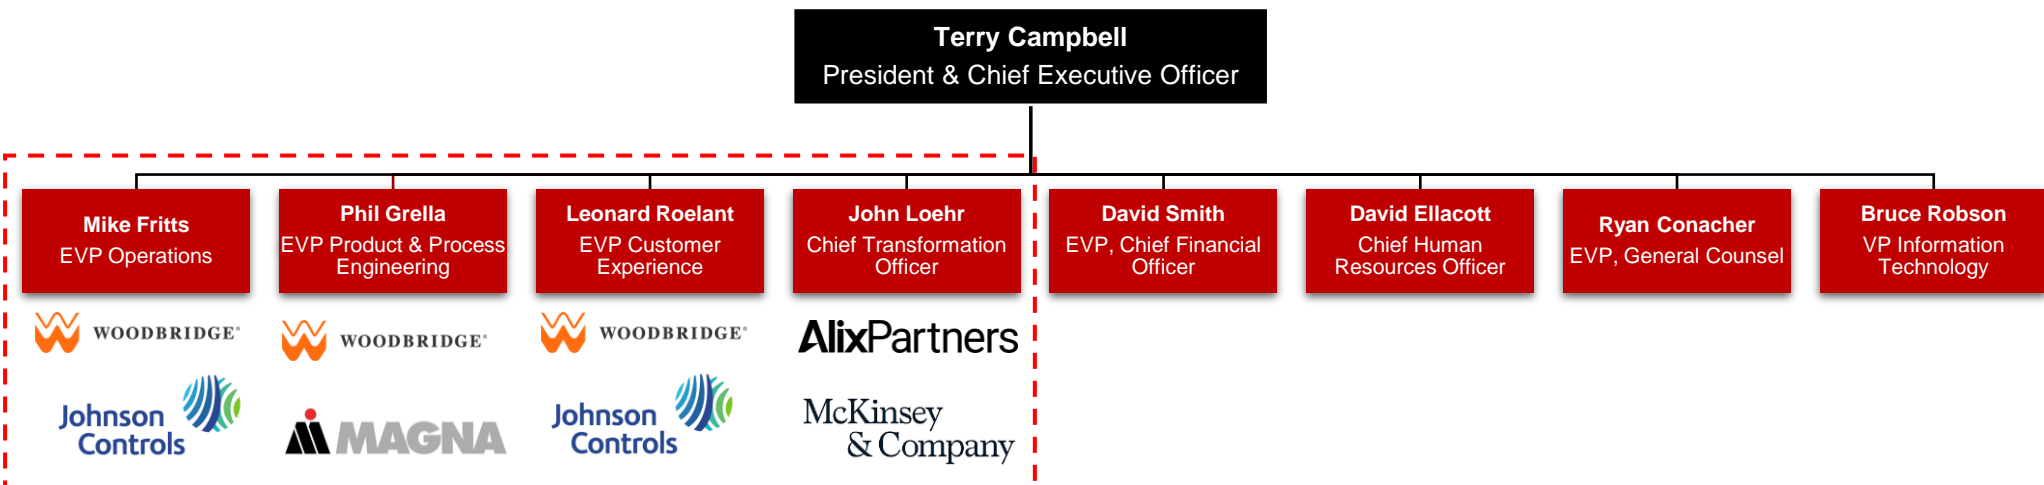 Terry Campbell
President & Chief Executive Officer
Mike Fritts
EVP Operations
Phil Grella
EVP Product & Process
Engineering
Leonard Roelant
EVP Customer
Experience
John Loehr
Chief Transformation
Officer
David Smith
EVP, Chief Financial
Officer
David Ellacott
Chief Human
Resources Officer
Ryan Conacher
EVP, General Counsel
Bruce Robson
VP Information
Technology
WOODBRIDGE®
Johnson
Controls
WOODBRIDGE®
MAGNA
WOODBRIDGE®
Johnson
Controls
AlixPartners
McKinsey
& Company